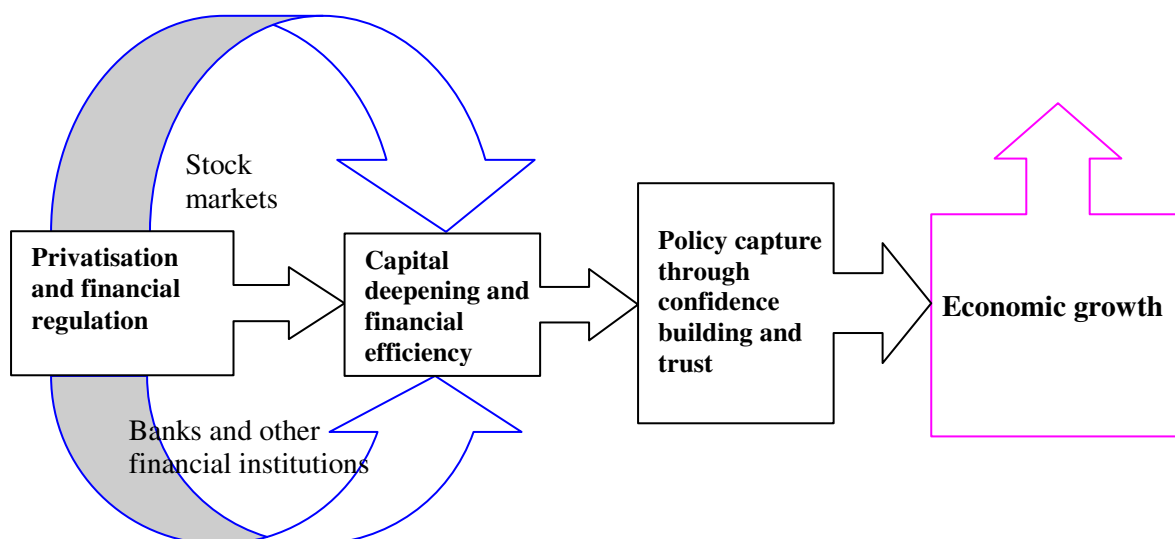 Stock
markets
Privatisation
and financial
regulation
Capital
deepening and
financial
efficiency
Policy capture
through
confidence
building and
trust
Economic growth
Banks and other
financial institutions